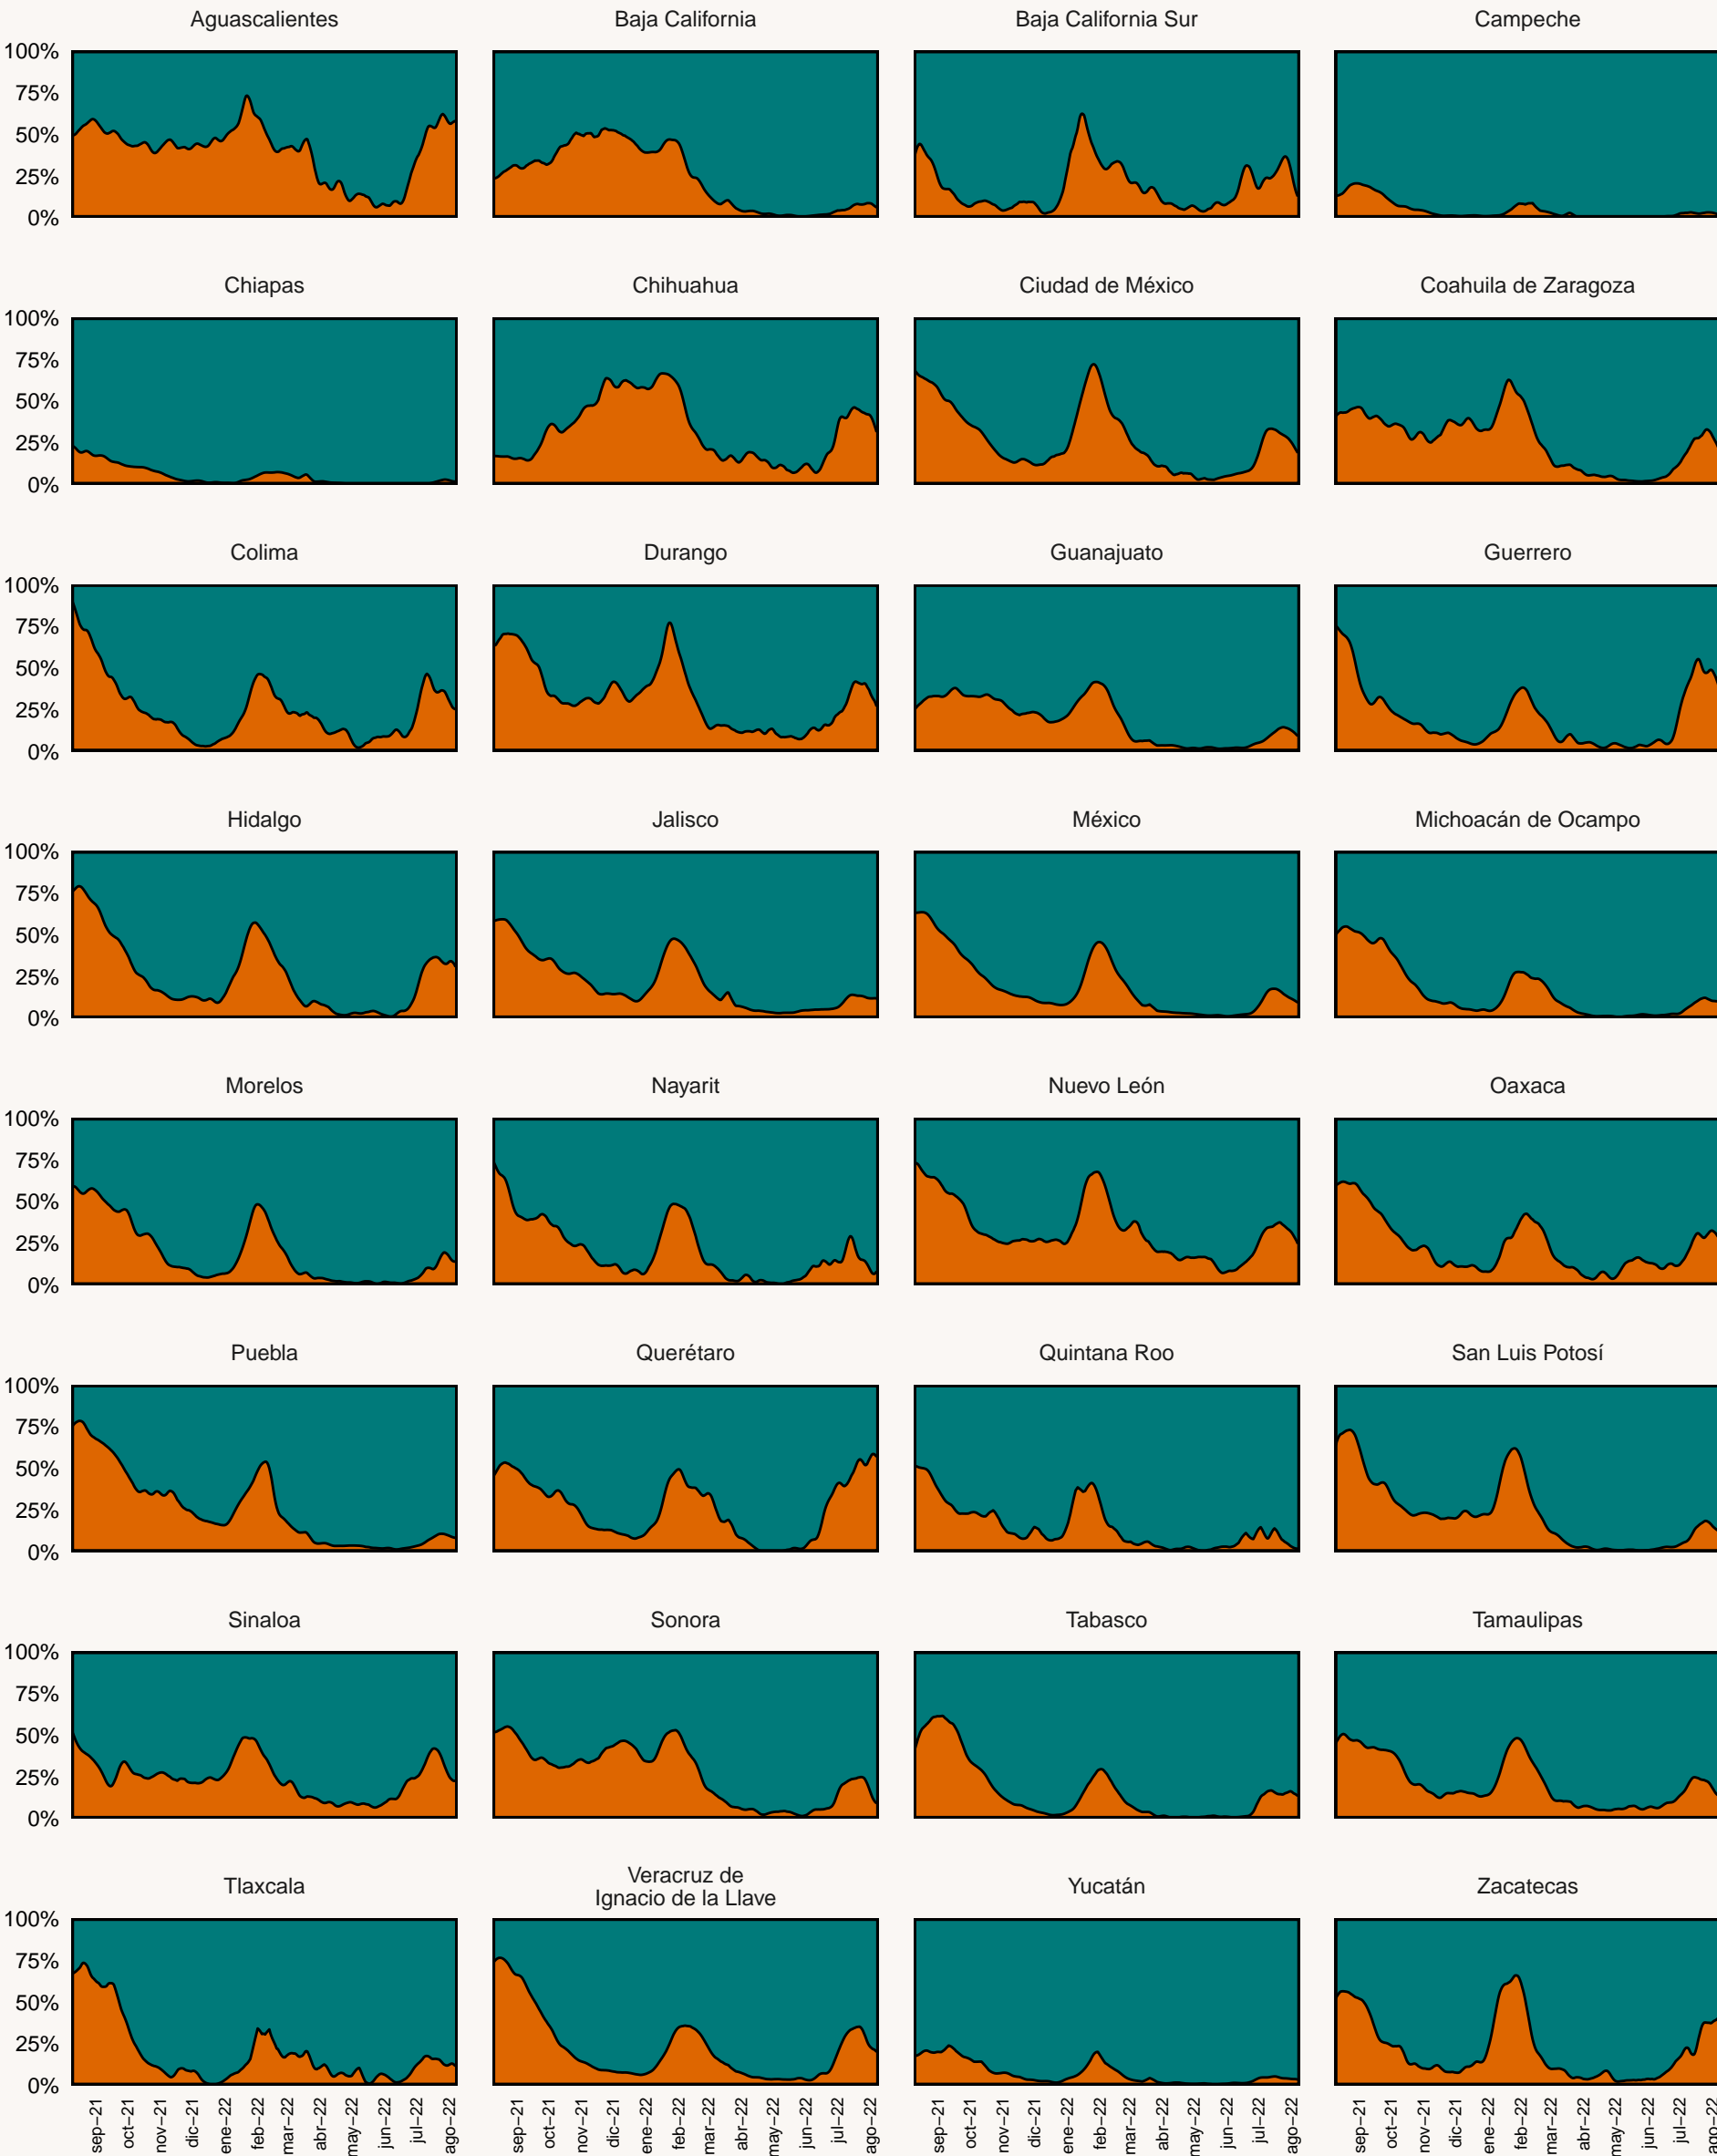 Aguascalientes
Baja California
Baja California Sur
Campeche
100%
75%
50%
25%
0%
Chiapas
Chihuahua
Ciudad de México
Coahuila de Zaragoza
100%
75%
50%
25%
0%
Colima
Durango
Guanajuato
Guerrero
100%
75%
50%
25%
0%
Hidalgo
Jalisco
México
Michoacán de Ocampo
100%
75%
50%
25%
0%
Morelos
Nayarit
Nuevo León
Oaxaca
100%
75%
50%
25%
0%
Puebla
Querétaro
Quintana Roo
San Luis Potosí
100%
75%
50%
25%
0%
Sinaloa
Sonora
Tabasco
Tamaulipas
100%
75%
50%
25%
0%
Tlaxcala
Veracruz de
Ignacio de la Llave
Yucatán
Zacatecas
100%
75%
50%
25%
0%
sep−21
oct−21
nov−21
dic−21
ene−22
feb−22
mar−22
abr−22
may−22
jun−22
jul−22
ago−22
sep−21
oct−21
nov−21
dic−21
ene−22
feb−22
mar−22
abr−22
may−22
jun−22
jul−22
ago−22
sep−21
oct−21
nov−21
dic−21
ene−22
feb−22
mar−22
abr−22
may−22
jun−22
jul−22
ago−22
sep−21
oct−21
nov−21
dic−21
ene−22
feb−22
mar−22
abr−22
may−22
jun−22
jul−22
ago−22